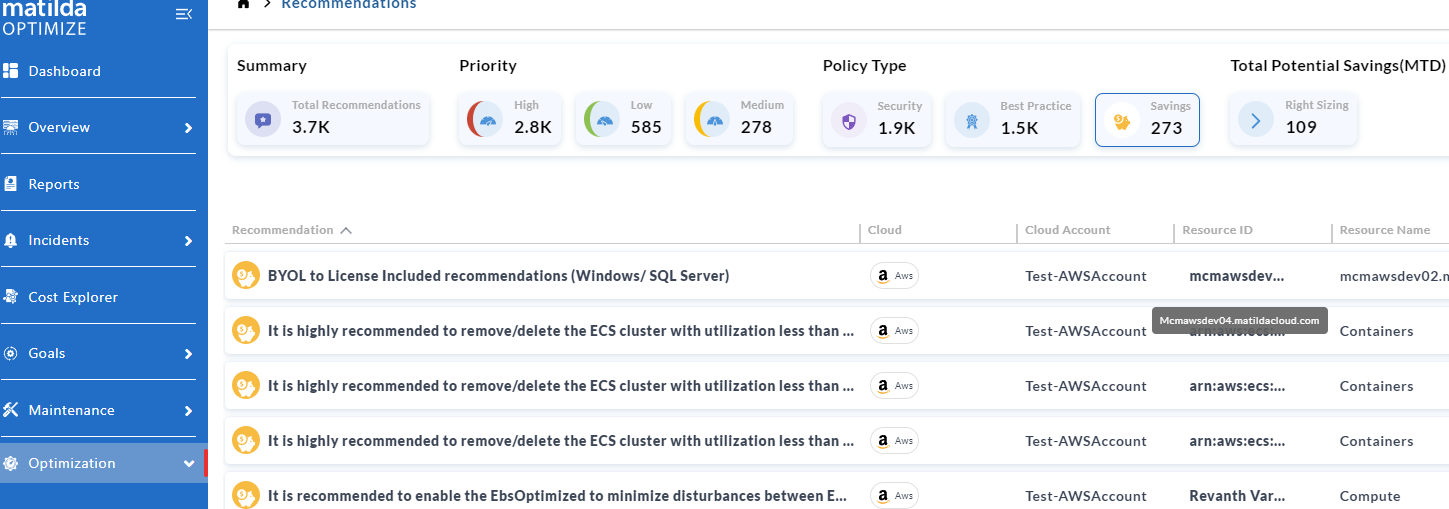 matilda
OPTIMIZE
Dashboard
Overview
Reports
Incidents
Cost Explorer
Goals
Maintenance
Optimization
Recommendations
Summary
Total Recommendations
3.7K
Priority
High
2.8K
Low
585
Medium
278
Policy Type
Security
1.9K
Best Practice
1.5K
Savings
273
Total Potential Savings(MTD)
Right Sizing
109
Recommendation Cloud Cloud Account Resource ID Resource Name
BYOL to License Included recommendations (Windows/ SQL Server) a Aws Test-AWSAccount mcmawsdev... mcmawsdev02.m
Mcmawsdev04.matildacloud.com
It is highly recommended to remove/delete the ECS cluster with utilization less than ... a Aws Test-AWSAccount arn:aws:ecs:... Containers
It is highly recommended to remove/delete the ECS cluster with utilization less than ... a Aws Test-AWSAccount arn:aws:ecs:... Containers
It is highly recommended to remove/delete the ECS cluster with utilization less than ... a Aws Test-AWSAccount arn:aws:ecs:... Containers
It is recommended to enable the EbsOptimized to minimize disturbances between E... a Aws Test-AWSAccount Revanth Var... Compute